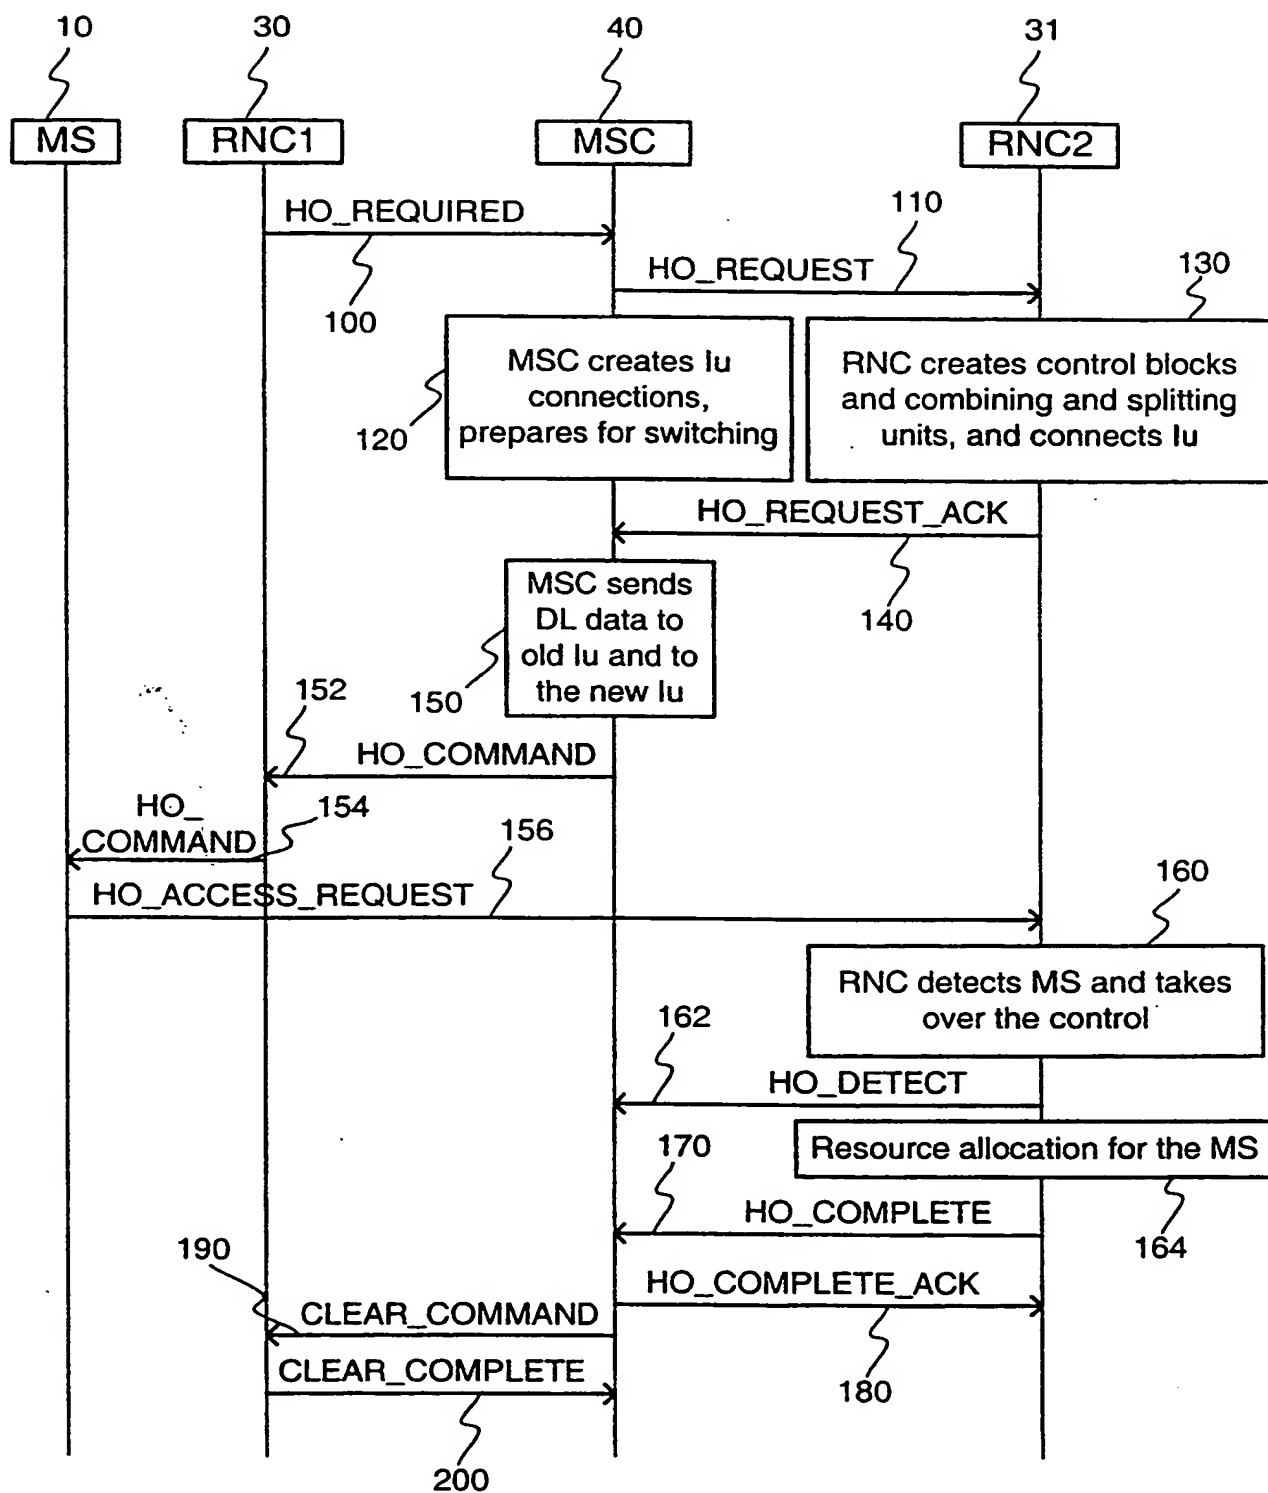 10 30 40 31
MS RNC1 MSC RNC2
HO_REQUIRED
110
HO_REQUEST
130
100
MSC creates Iu
connections,
prepares for switching
120
RNC creates control blocks
and combining and splitting
units, and connects Iu
HO_REQUEST_ACK
140
MSC sends
DL data to
old Iu and to
the new Iu
150
152
HO_COMMAND
HO_
COMMAND
154
156
HO_ACCESS_REQUEST
160
RNC detects MS and takes
over the control
162
HO_DETECT
Resource allocation for the MS
170
HO_COMPLETE
164
190
HO_COMPLETE_ACK
CLEAR_COMMAND
CLEAR_COMPLETE
180
200